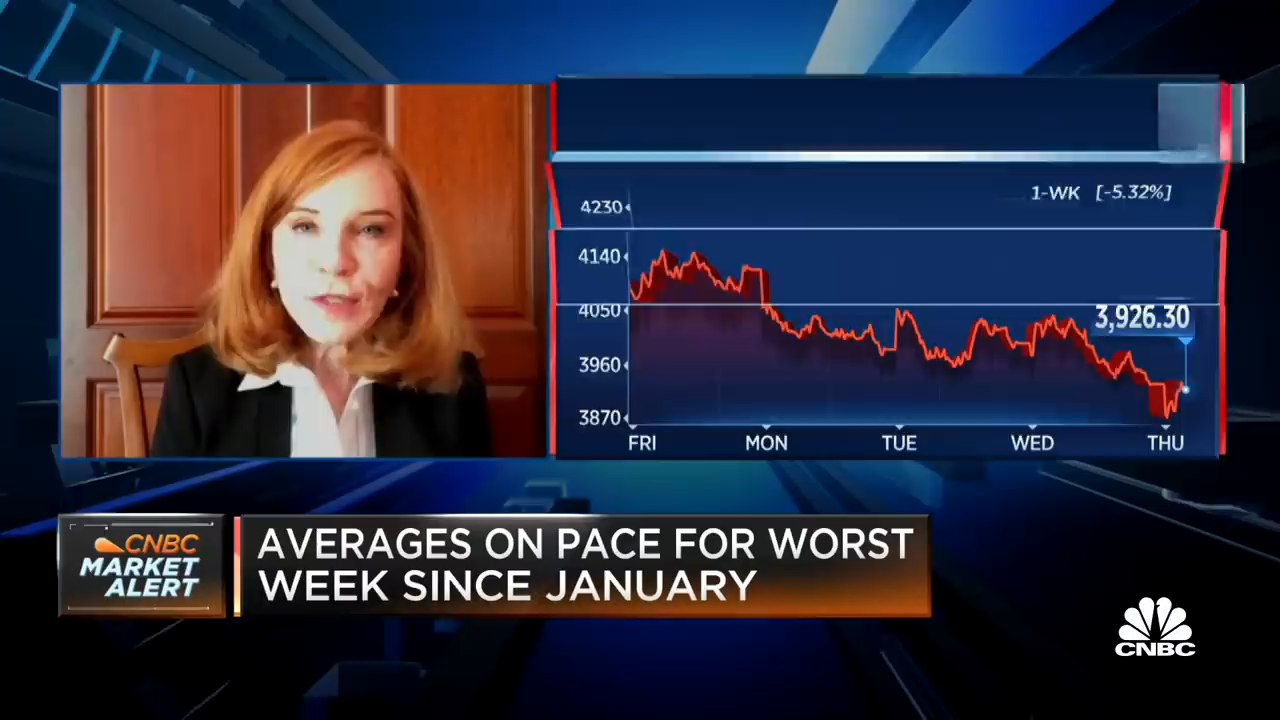 1-WK [-5.32%]
4230
4140
4050
3,926.30
3960
3870
FRI MON TUE WED THU
CNBC
MARKET
ALERT
AVERAGES ON PACE FOR WORST
WEEK SINCE JANUARY
CNBC